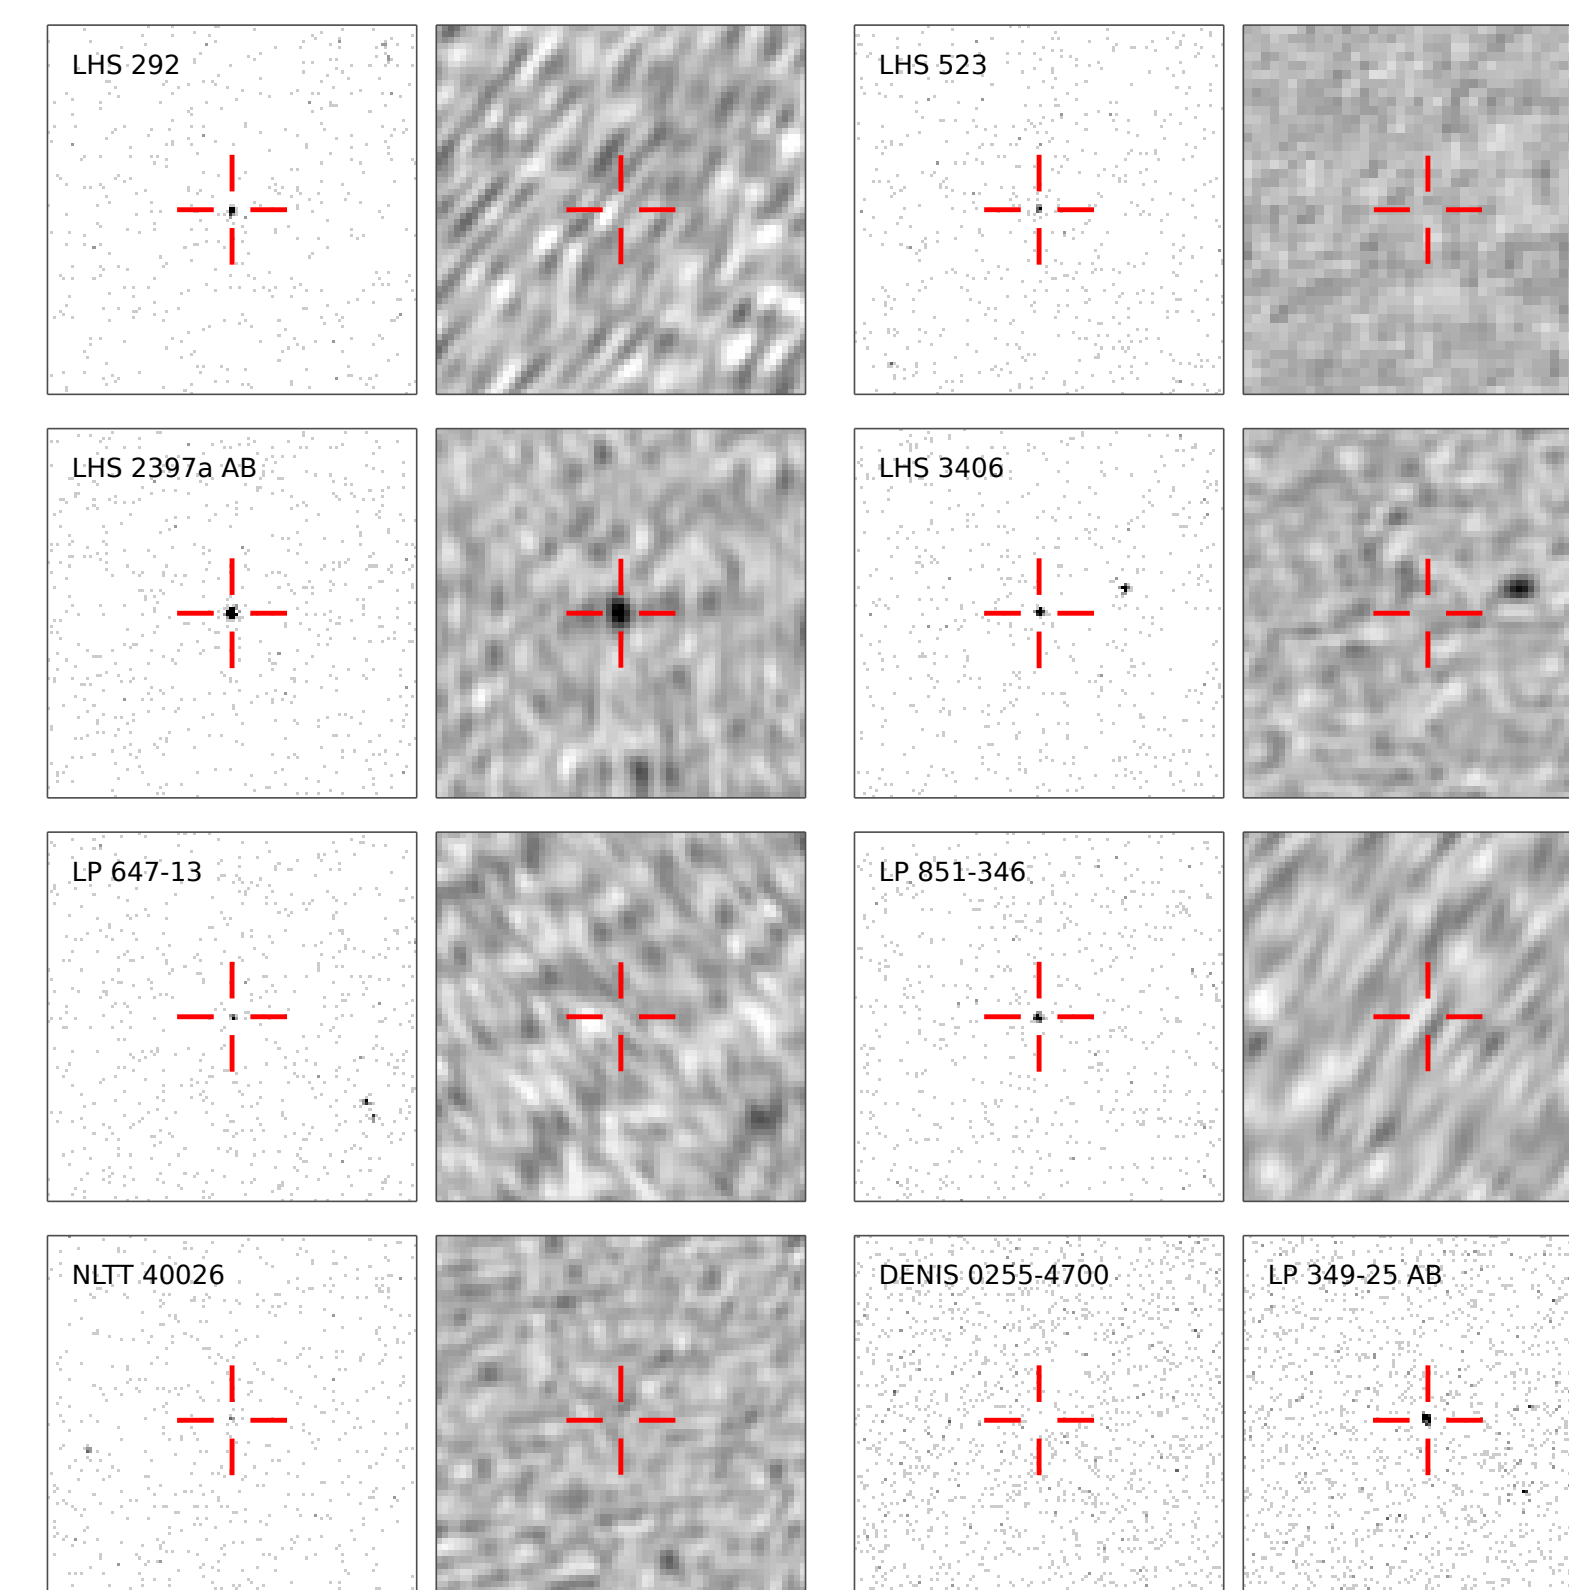 LHS 292
LHS 523
LHS 2397a AB
LHS 3406
LP 647-13
LP 851-346
NLTT 40026
DENIS 0255-4700
LP 349-25 AB